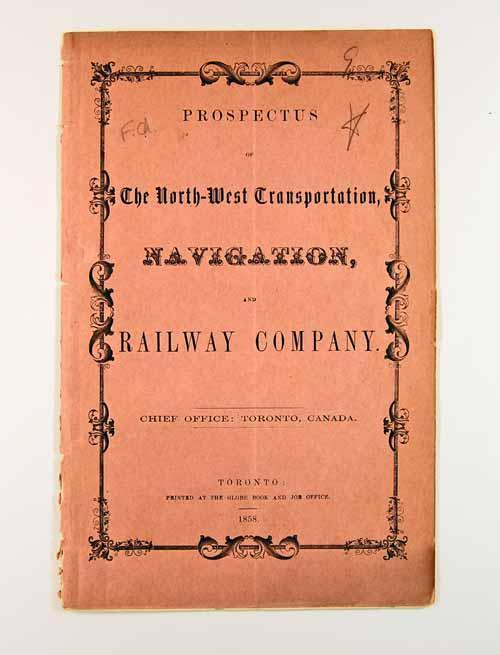 PROSPECTUS
OF
The North-West Transportation,
NAVIGATION,
AND
RAILWAY COMPANY.
CHIEF OFFICE: TORONTO, CANADA.
TORONTO:
PRINTED AT THE GLOBE BOOK AND JOB OFFICE.
1858.